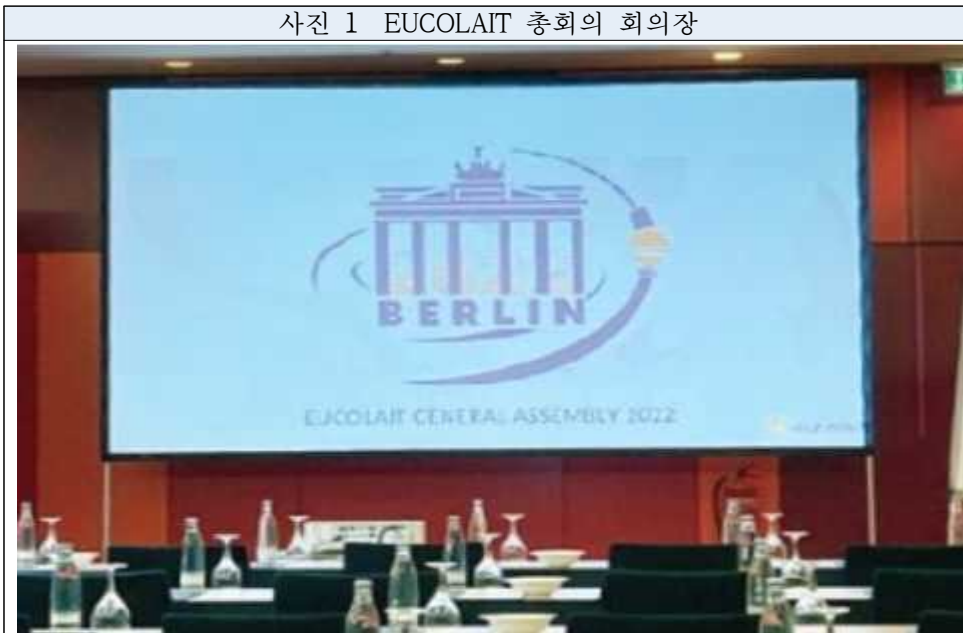 사진 1 EUCOLAIT 총회의 회의장
BERLIN
EUCOLAIT GENERAL ASSEMBLY 2022